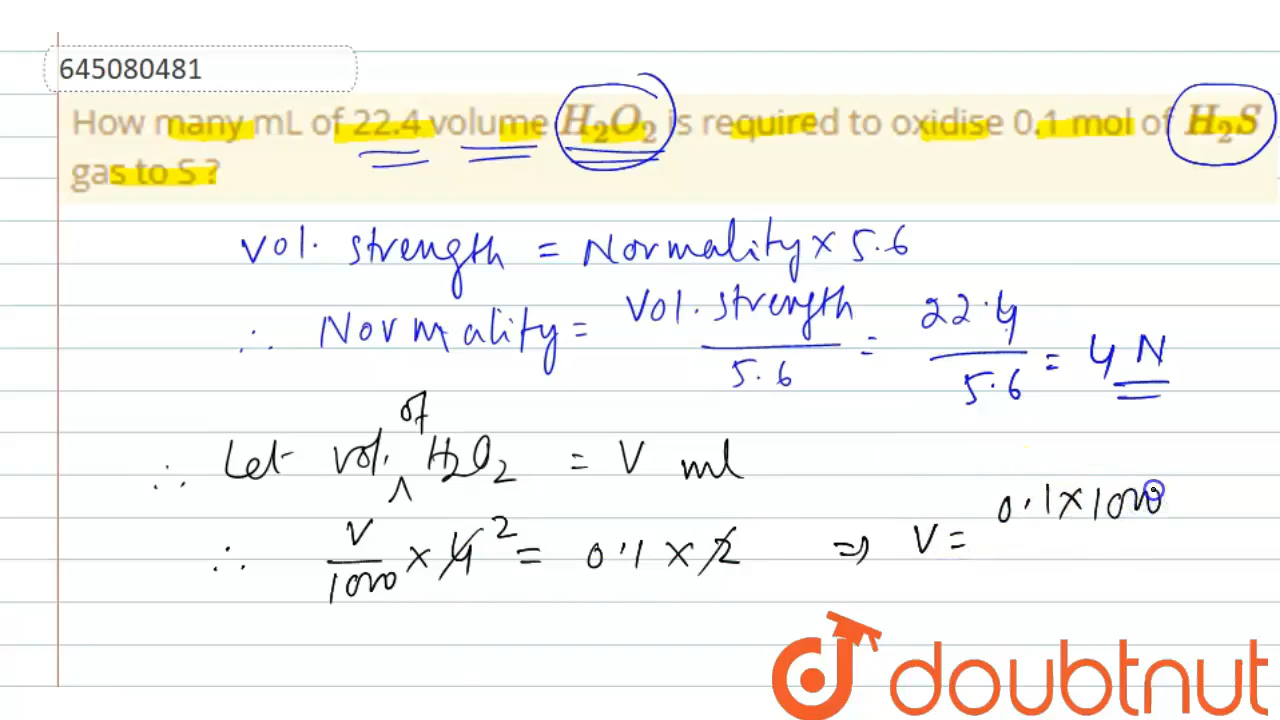 645080481
How many mL of 22.4 volume H₂O₂ is required to oxidise 0.1 mol of H₂S
gas to S ?
Vol. strength = Normality × 5.6
∴ Normality = Vol. strength / 5.6 = 22.4 / 5.6 = 4 N
∴ Let vol. of H₂O₂ = V ml
∴ V / 1000 × 4 2 = 0.1 × 2 ⇒ V = 0.1 × 1000
doubtnut